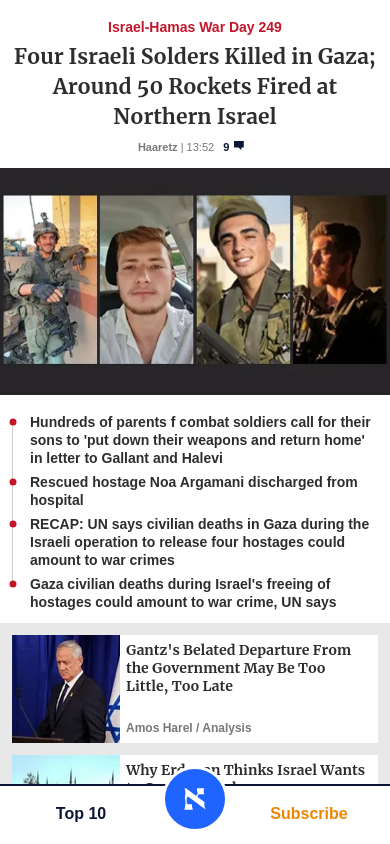 Israel-Hamas War Day 249
Four Israeli Solders Killed in Gaza;
Around 50 Rockets Fired at
Northern Israel
Haaretz | 13:52 9
Hundreds of parents f combat soldiers call for their
sons to 'put down their weapons and return home'
in letter to Gallant and Halevi
Rescued hostage Noa Argamani discharged from
hospital
RECAP: UN says civilian deaths in Gaza during the
Israeli operation to release four hostages could
amount to war crimes
Gaza civilian deaths during Israel's freeing of
hostages could amount to war crime, UN says
Gantz's Belated Departure From
the Government May Be Too
Little, Too Late
Amos Harel / Analysis
Why Thinks Israel Wants
Top 10
Subscribe